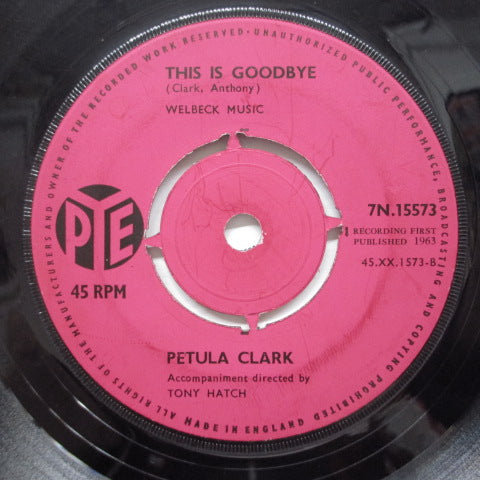 THIS IS GOODBYE
(Clark, Anthony)
WELBECK MUSIC
PYE
45 RPM
7N.15573
RECORDING FIRST
PUBLISHED 1963
45.XX.1573-B
PETULA CLARK
Accompaniment directed by
TONY HATCH
ALL RIGHTS OF THE MANUFACTURERS AND OWNER OF THE RECORDED WORK RESERVED · UNAUTHORIZED PUBLIC PERFORMANCE, BROADCASTING AND COPYING PROHIBITED
MADE IN ENGLAND